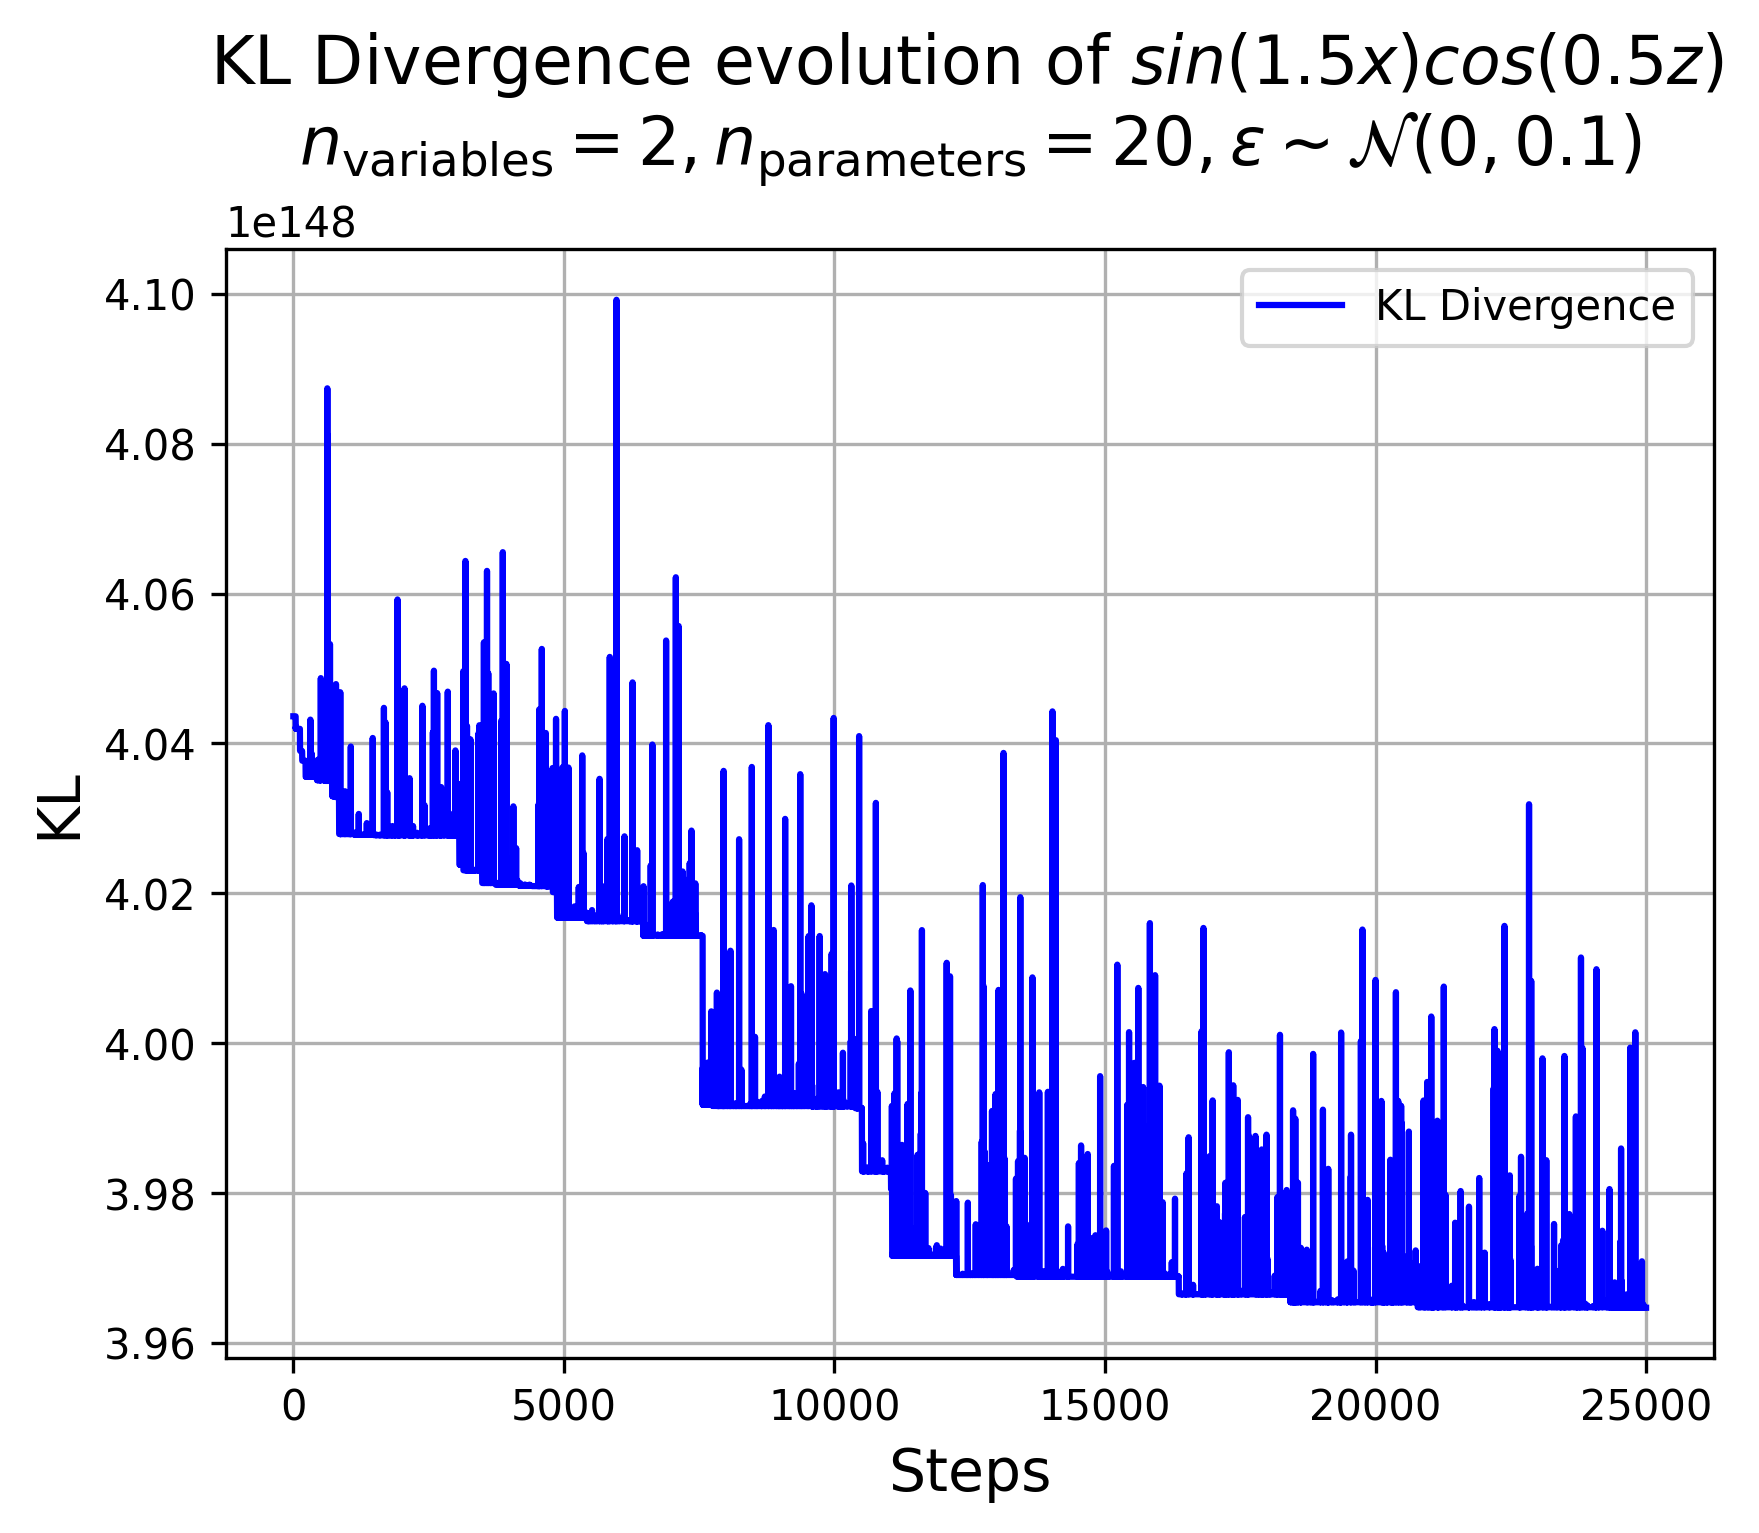 KL Divergence evolution of sin(1.5x)cos(0.5z)
n_variables = 2, n_parameters = 20, ε ∼ 𝒩(0, 0.1)
1e148
KL Divergence
4.10
4.08
4.06
4.04
4.02
4.00
3.98
3.96
KL
0 5000 10000 15000 20000 25000
Steps